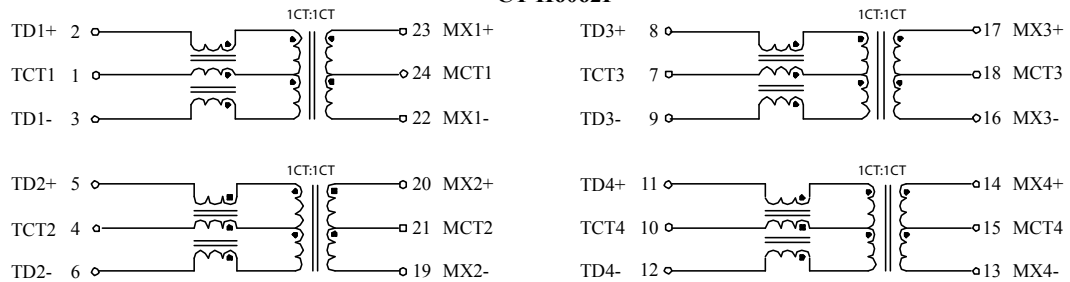 1CT:1CT
TD1+ 2 23 MX1+
TCT1 1 24 MCT1
TD1- 3 22 MX1-
1CT:1CT
TD3+ 8 17 MX3+
TCT3 7 18 MCT3
TD3- 9 16 MX3-
1CT:1CT
TD2+ 5 20 MX2+
TCT2 4 21 MCT2
TD2- 6 19 MX2-
1CT:1CT
TD4+ 11 14 MX4+
TCT4 10 15 MCT4
TD4- 12 13 MX4-